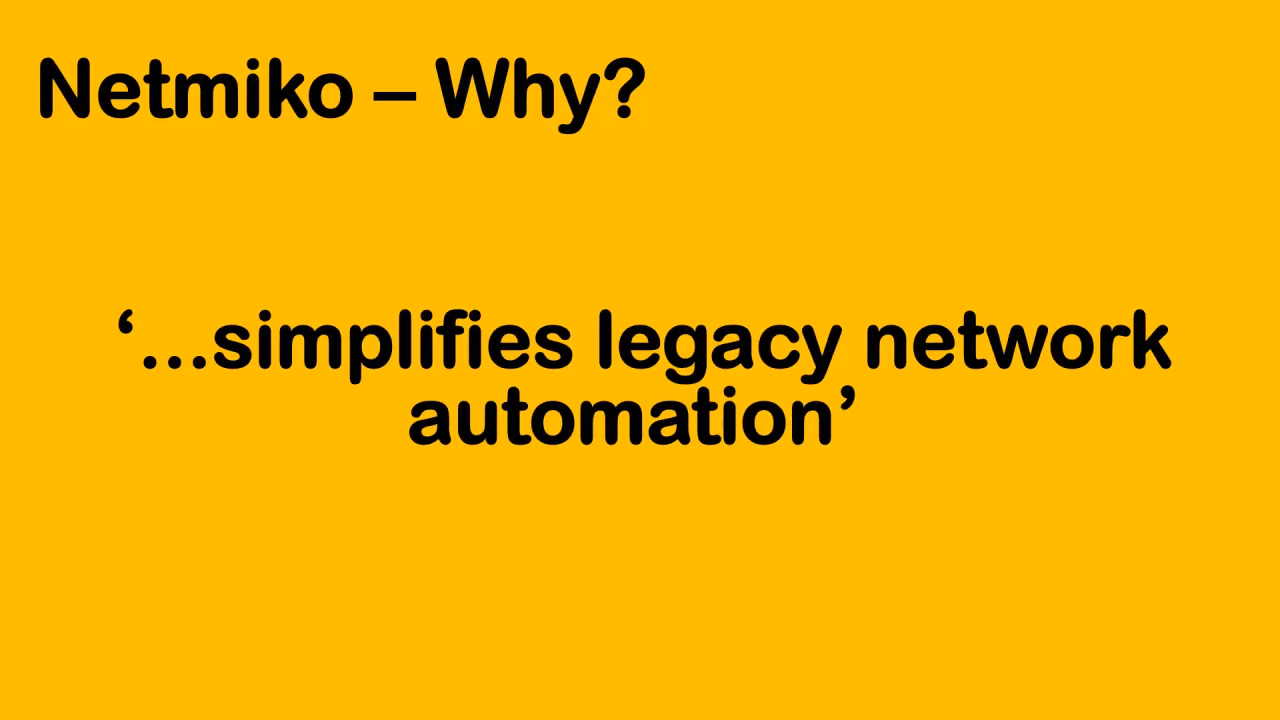 Netmiko – Why?
‘...simplifies legacy network
automation’